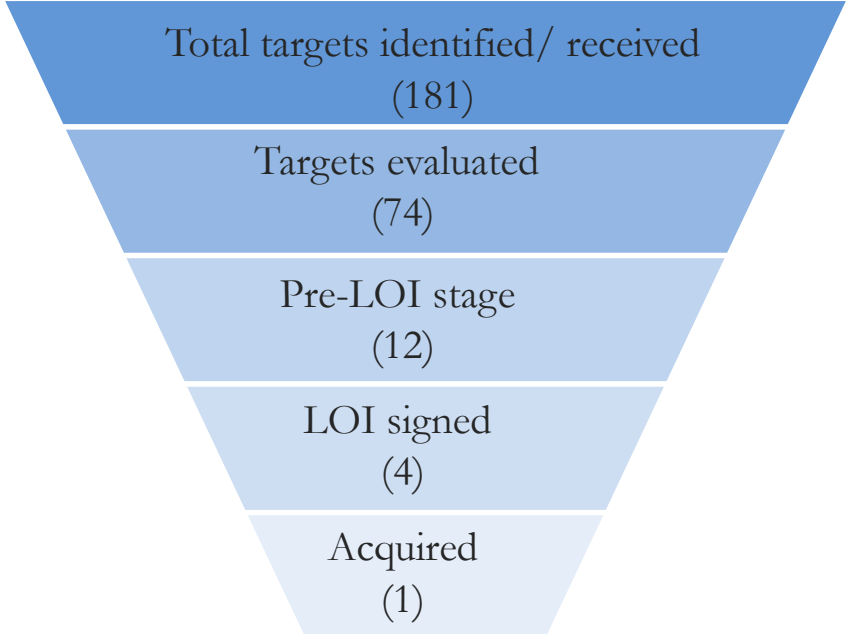 Total targets identified/ received
(181)
Targets evaluated
(74)
Pre-LOI stage
(12)
LOI signed
(4)
Acquired
(1)